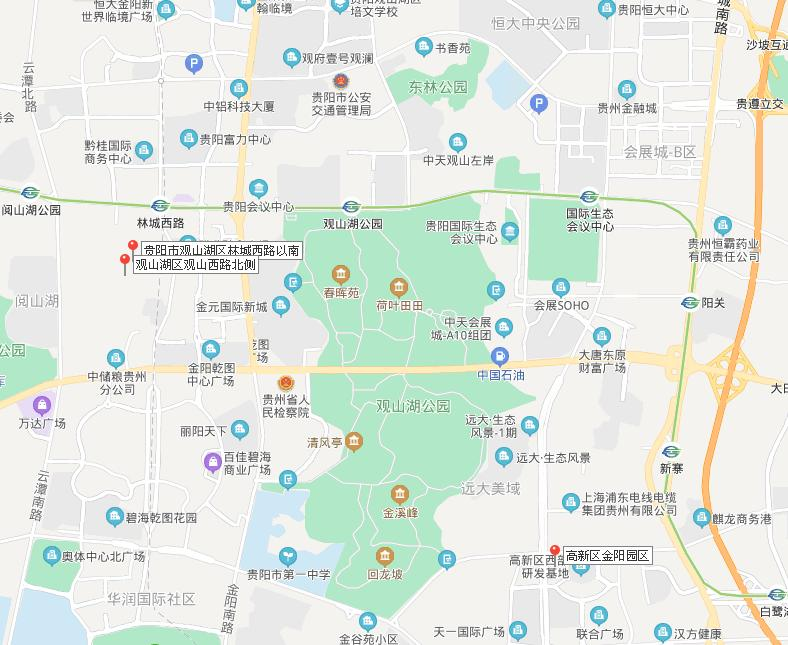 恒大金阳新
世界临境广场
翰临境
培文学校
恒大中央公园
贵阳恒大中心
城南路
沙坡互通
观府壹号观澜
书香苑
云潭北路
P
中铝科技大厦
贵阳市公安
交通管理局
东林公园
P
贵州金融城
贵遵立交
黔桂国际
商务中心
贵阳富力中心
中天观山左岸
会展城-B区
阅山湖公园
林城西路
贵阳会议中心
观山湖公园
贵阳国际生态
会议中心
国际生态
会议中心
贵州恒霸药业
有限责任公司
贵阳市观山湖区林城西路以南
观山湖区观山西路北侧
阅山湖
春晖苑
荷叶田田
金元国际新城
会展SOHO
阳关
中天会展
城-A10组团
大唐东原
财富广场
公园
中储粮贵州
分公司
金阳乾图
中心广场
乾图
广场
中国石油
贵州省人
民检察院
观山湖公园
万达广场
丽阳天下
清风亭
远大·生态
风景-1期
百佳碧海
商业广场
远大·生态风景
新寨
云潭南路
远大美域
金溪峰
上海浦东电线电缆
集团贵州有限公司
碧海乾图花园
麒龙商务港
奥体中心北广场
贵阳市第一中学
回龙坡
高新区西部
研发基地
高新区金阳园区
金阳南路
华润国际社区
金谷苑小区
天一国际广场
联合广场
汉方健康
白鹭湖